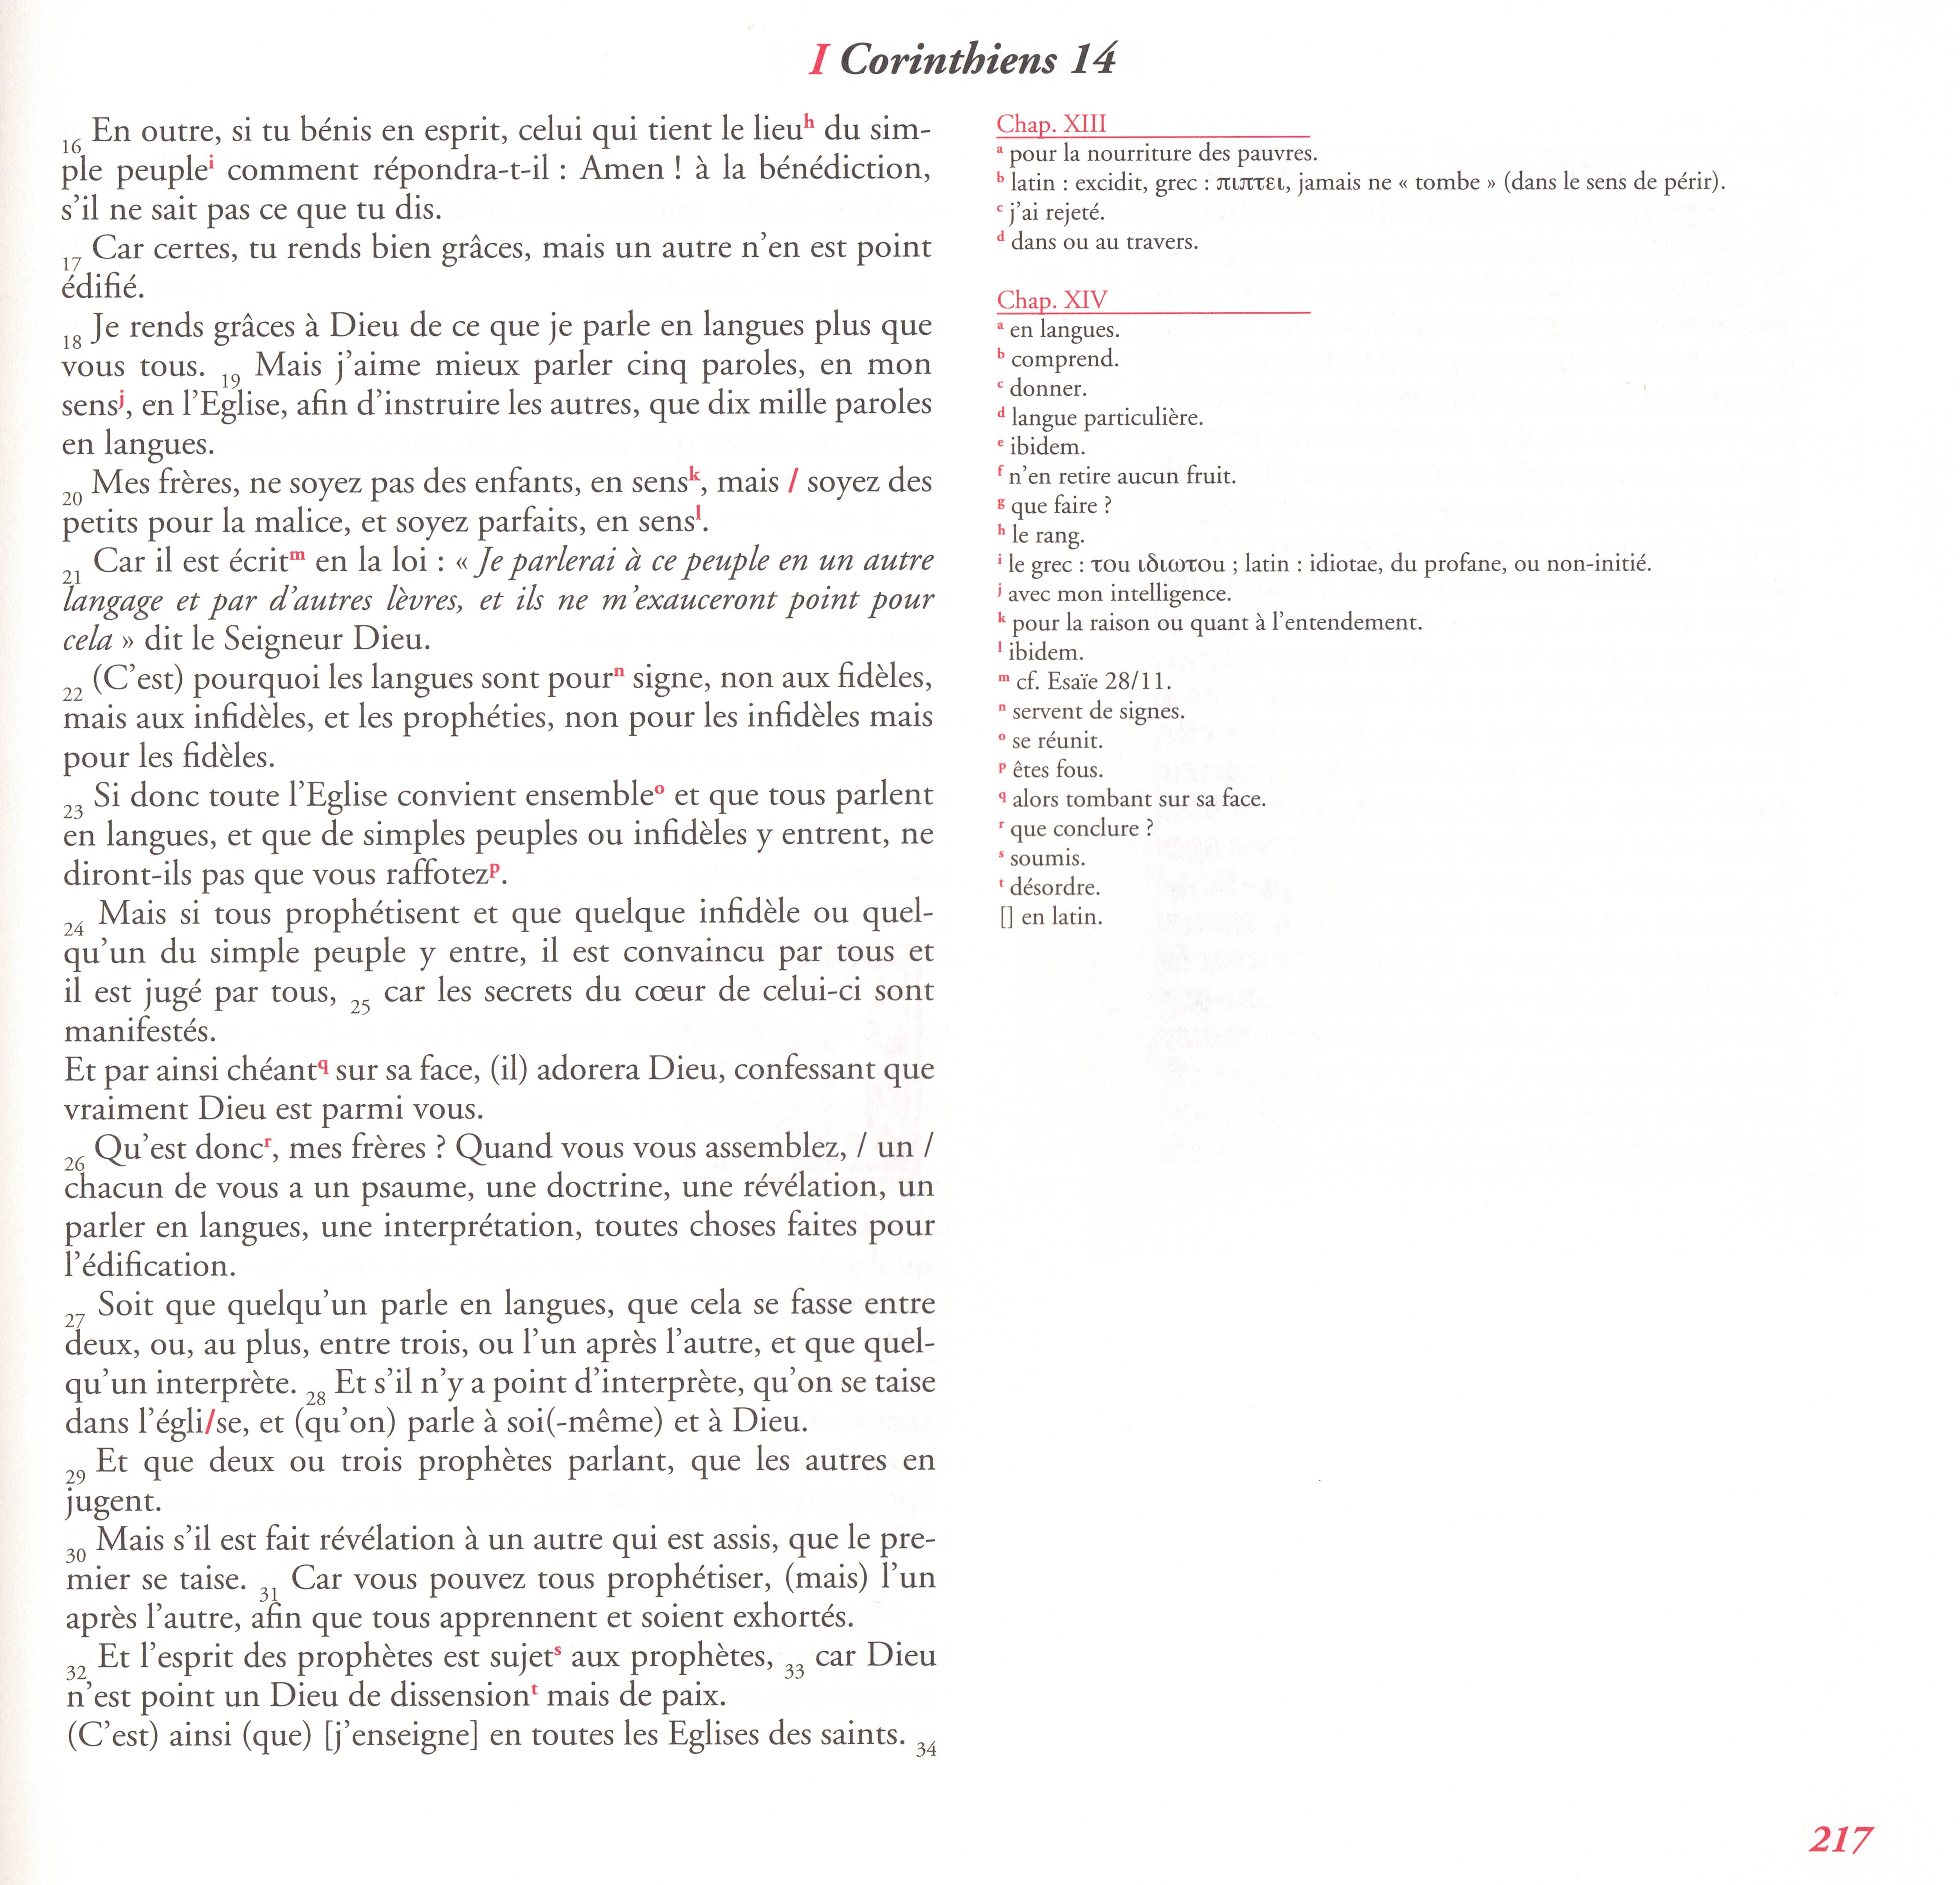 I Corinthiens 14
16 En outre, si tu bénis en esprit, celui qui tient le lieuh du sim-
ple peuplei comment répondra-t-il : Amen ! à la bénédiction,
s’il ne sait pas ce que tu dis.
17 Car certes, tu rends bien grâces, mais un autre n’en est point
édifié.
18 Je rends grâces à Dieu de ce que je parle en langues plus que
vous tous. 19 Mais j’aime mieux parler cinq paroles, en mon
sensj, en l’Eglise, afin d’instruire les autres, que dix mille paroles
en langues.
20 Mes frères, ne soyez pas des enfants, en sensk, mais / soyez des
petits pour la malice, et soyez parfaits, en sensl.
21 Car il est écritm en la loi : « Je parlerai à ce peuple en un autre
langage et par d’autres lèvres, et ils ne m’exauceront point pour
cela » dit le Seigneur Dieu.
22 (C’est) pourquoi les langues sont pourn signe, non aux fidèles,
mais aux infidèles, et les prophéties, non pour les infidèles mais
pour les fidèles.
23 Si donc toute l’Eglise convient ensembleo et que tous parlent
en langues, et que de simples peuples ou infidèles y entrent, ne
diront-ils pas que vous raffotezp.
24 Mais si tous prophétisent et que quelque infidèle ou quel-
qu’un du simple peuple y entre, il est convaincu par tous et
il est jugé par tous, 25 car les secrets du cœur de celui-ci sont
manifestés.
Et par ainsi chéantq sur sa face, (il) adorera Dieu, confessant que
vraiment Dieu est parmi vous.
26 Qu’est doncr, mes frères ? Quand vous vous assemblez, / un /
chacun de vous a un psaume, une doctrine, une révélation, un
parler en langues, une interprétation, toutes choses faites pour
l’édification.
27 Soit que quelqu’un parle en langues, que cela se fasse entre
deux, ou, au plus, entre trois, ou l’un après l’autre, et que quel-
qu’un interprète. 28 Et s’il n’y a point d’interprète, qu’on se taise
dans l’égli/se, et (qu’on) parle à soi(-même) et à Dieu.
29 Et que deux ou trois prophètes parlant, que les autres en
jugent.
30 Mais s’il est fait révélation à un autre qui est assis, que le pre-
mier se taise. 31 Car vous pouvez tous prophétiser, (mais) l’un
après l’autre, afin que tous apprennent et soient exhortés.
32 Et l’esprit des prophètes est sujets aux prophètes, 33 car Dieu
n’est point un Dieu de dissensiont mais de paix.
(C’est) ainsi (que) [j’enseigne] en toutes les Eglises des saints. 34
Chap. XIII
a pour la nourriture des pauvres.
b latin : excidit, grec : πιπτει, jamais ne « tombe » (dans le sens de périr).
c j’ai rejeté.
d dans ou au travers.
Chap. XIV
a en langues.
b comprend.
c donner.
d langue particulière.
e ibidem.
f n’en retire aucun fruit.
g que faire ?
h le rang.
i le grec : του ιδιωτου ; latin : idiotae, du profane, ou non-initié.
j avec mon intelligence.
k pour la raison ou quant à l’entendement.
l ibidem.
m cf. Esaïe 28/11.
n servent de signes.
o se réunit.
p êtes fous.
q alors tombant sur sa face.
r que conclure ?
s soumis.
t désordre.
[] en latin.
217